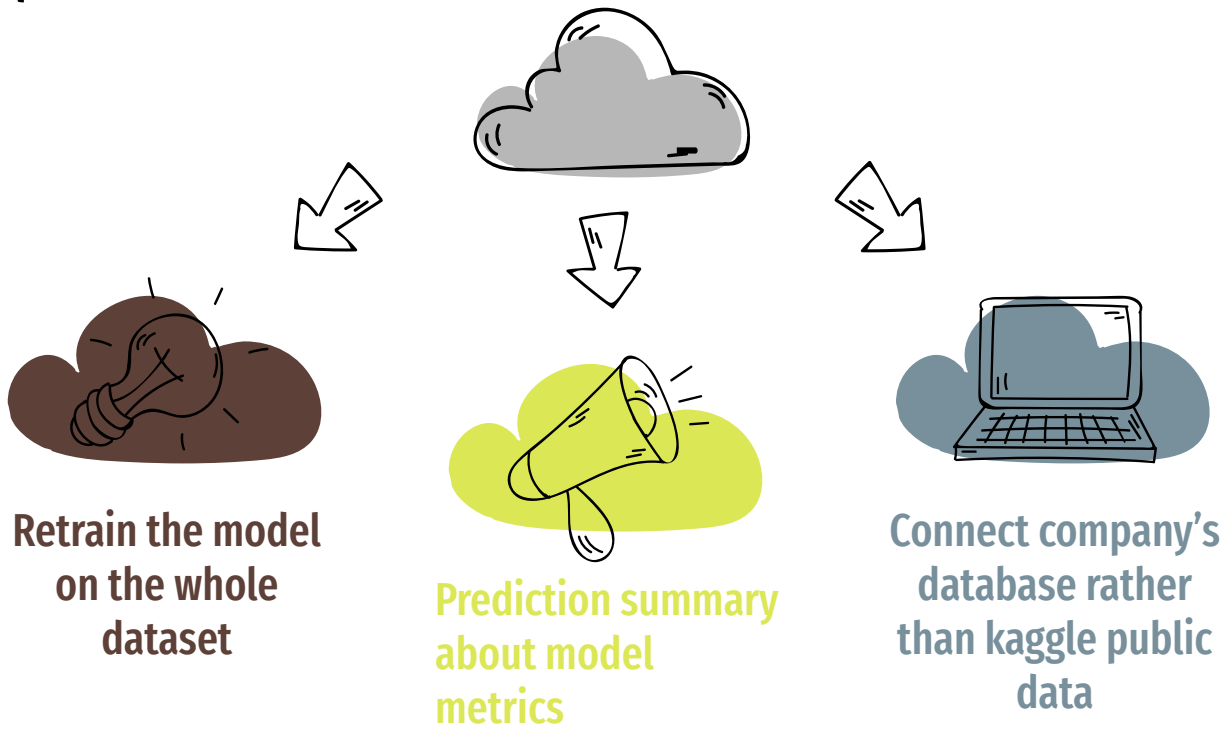 Retrain the model
on the whole
dataset
Prediction summary
about model
metrics
Connect company's
database rather
than kaggle public
data